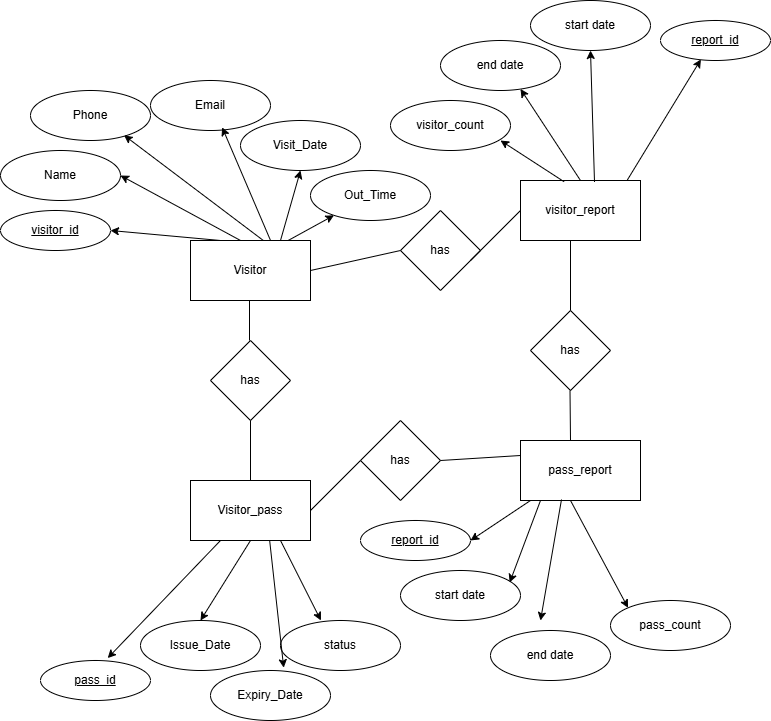 start date
report_id
end date
Email
Phone
visitor_count
Visit_Date
Name
Out_Time
visitor_report
visitor_id
has
Visitor
has
has
has
pass_report
Visitor_pass
report_id
start date
pass_count
Issue_Date
status
end date
pass_id
Expiry_Date